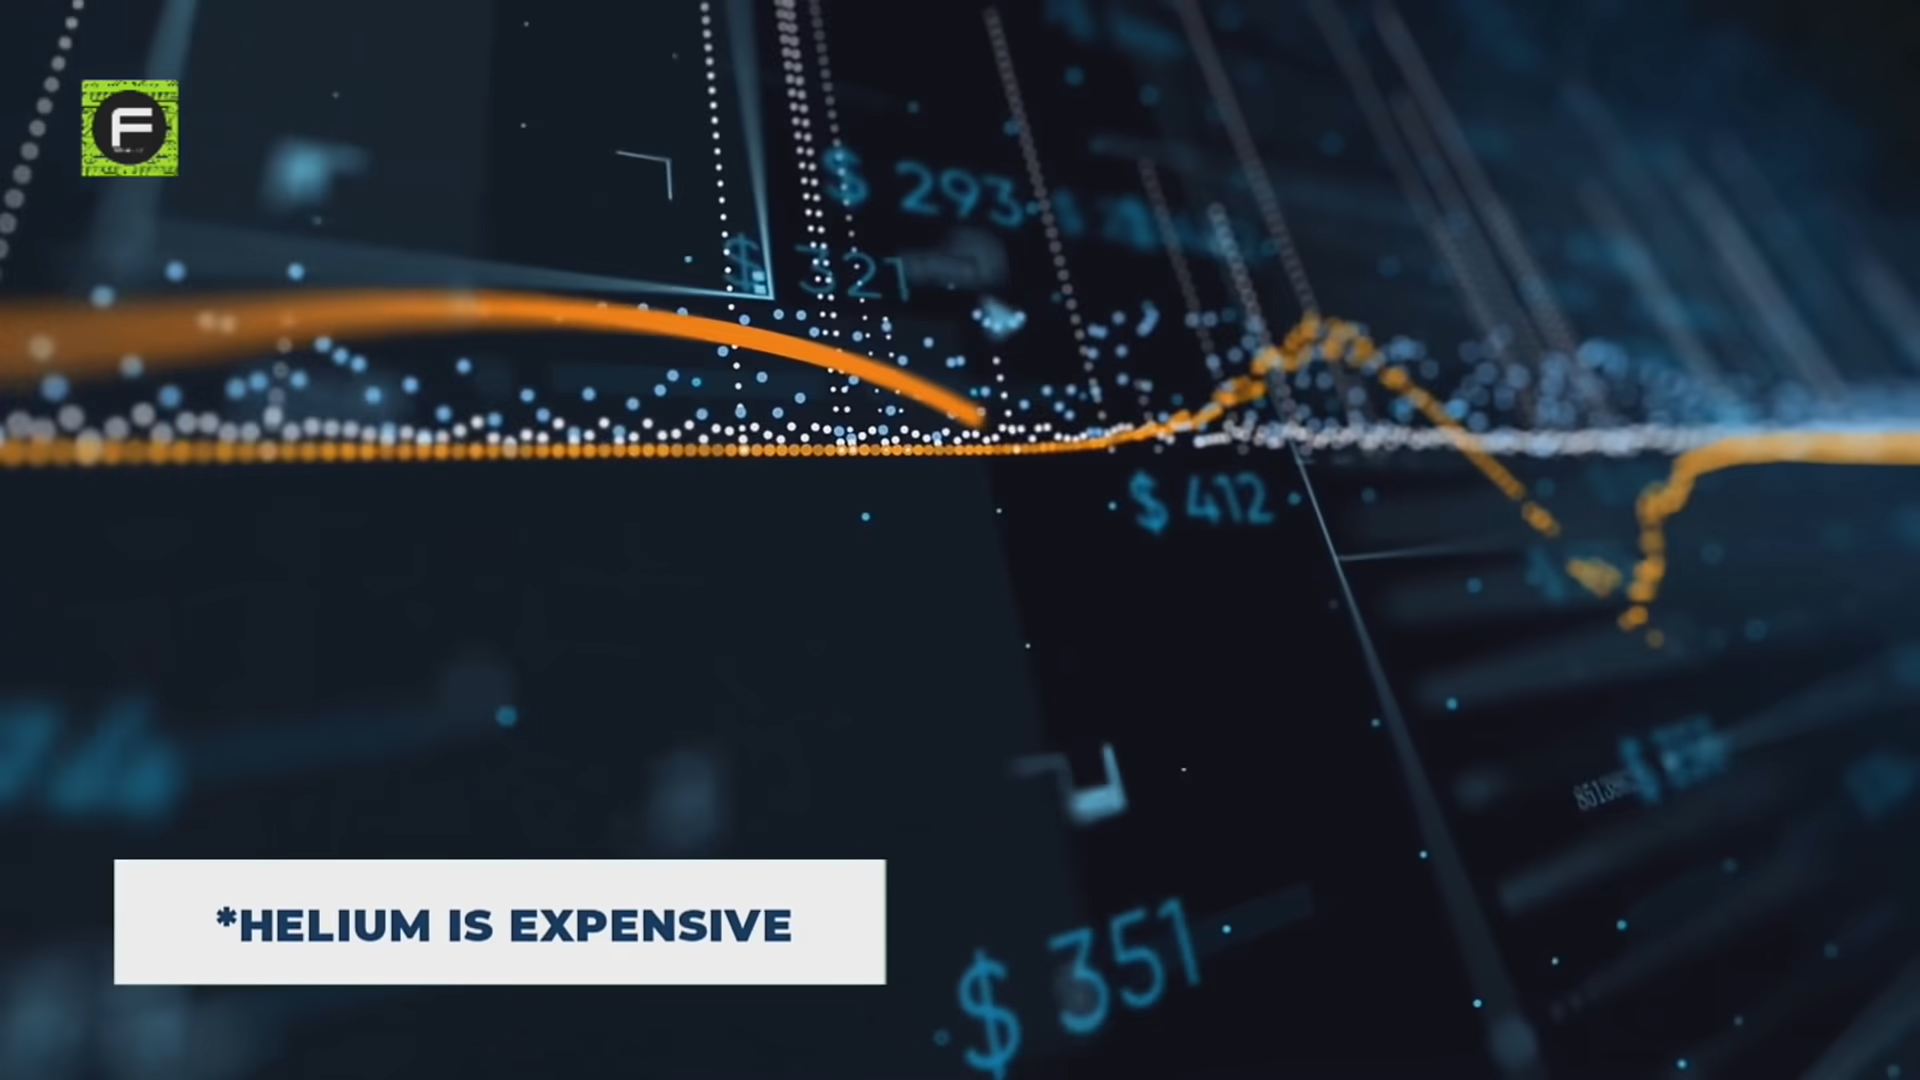 F
$ 293
$ 321
$ 412
$ 351
*HELIUM IS EXPENSIVE